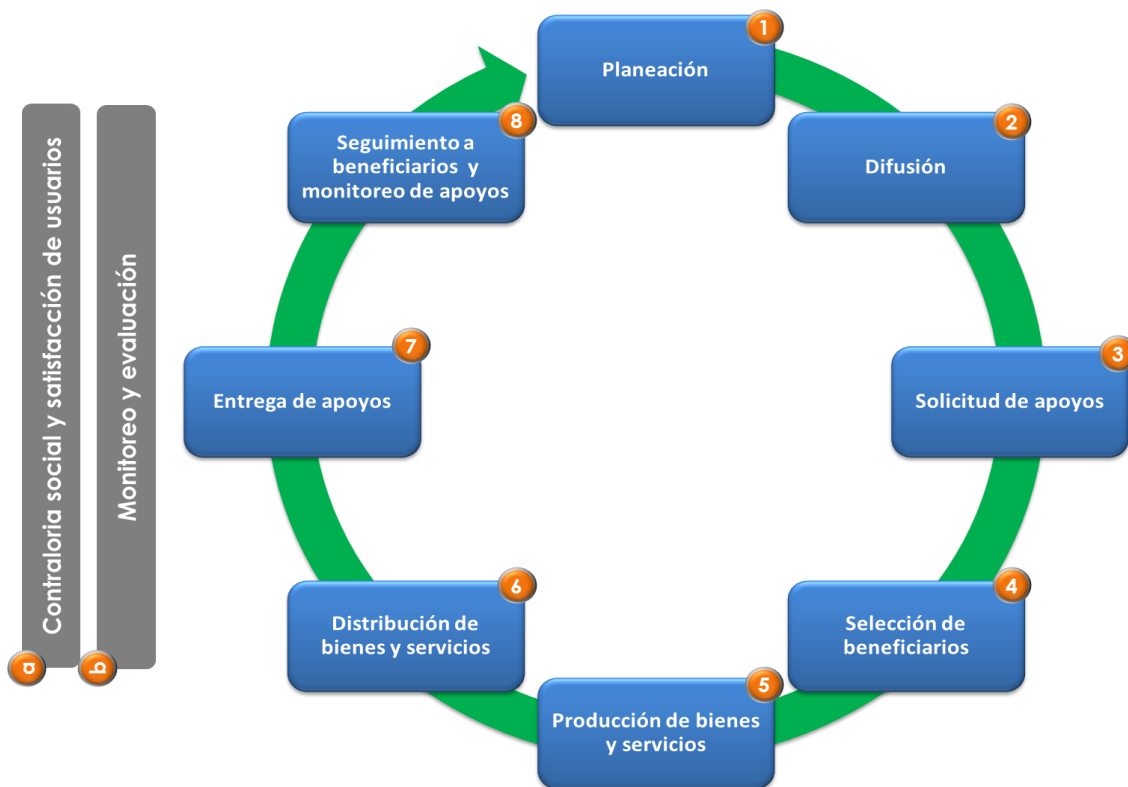 1
Planeación
2
Difusión
3
Solicitud de apoyos
4
Selección de
beneficiarios
5
Producción de bienes
y servicios
6
Distribución de
bienes y servicios
7
Entrega de apoyos
8
Seguimiento a
beneficiarios y
monitoreo de apoyos
a
Contraloria social y satisfacción de usuarios
b
Monitoreo y evaluación